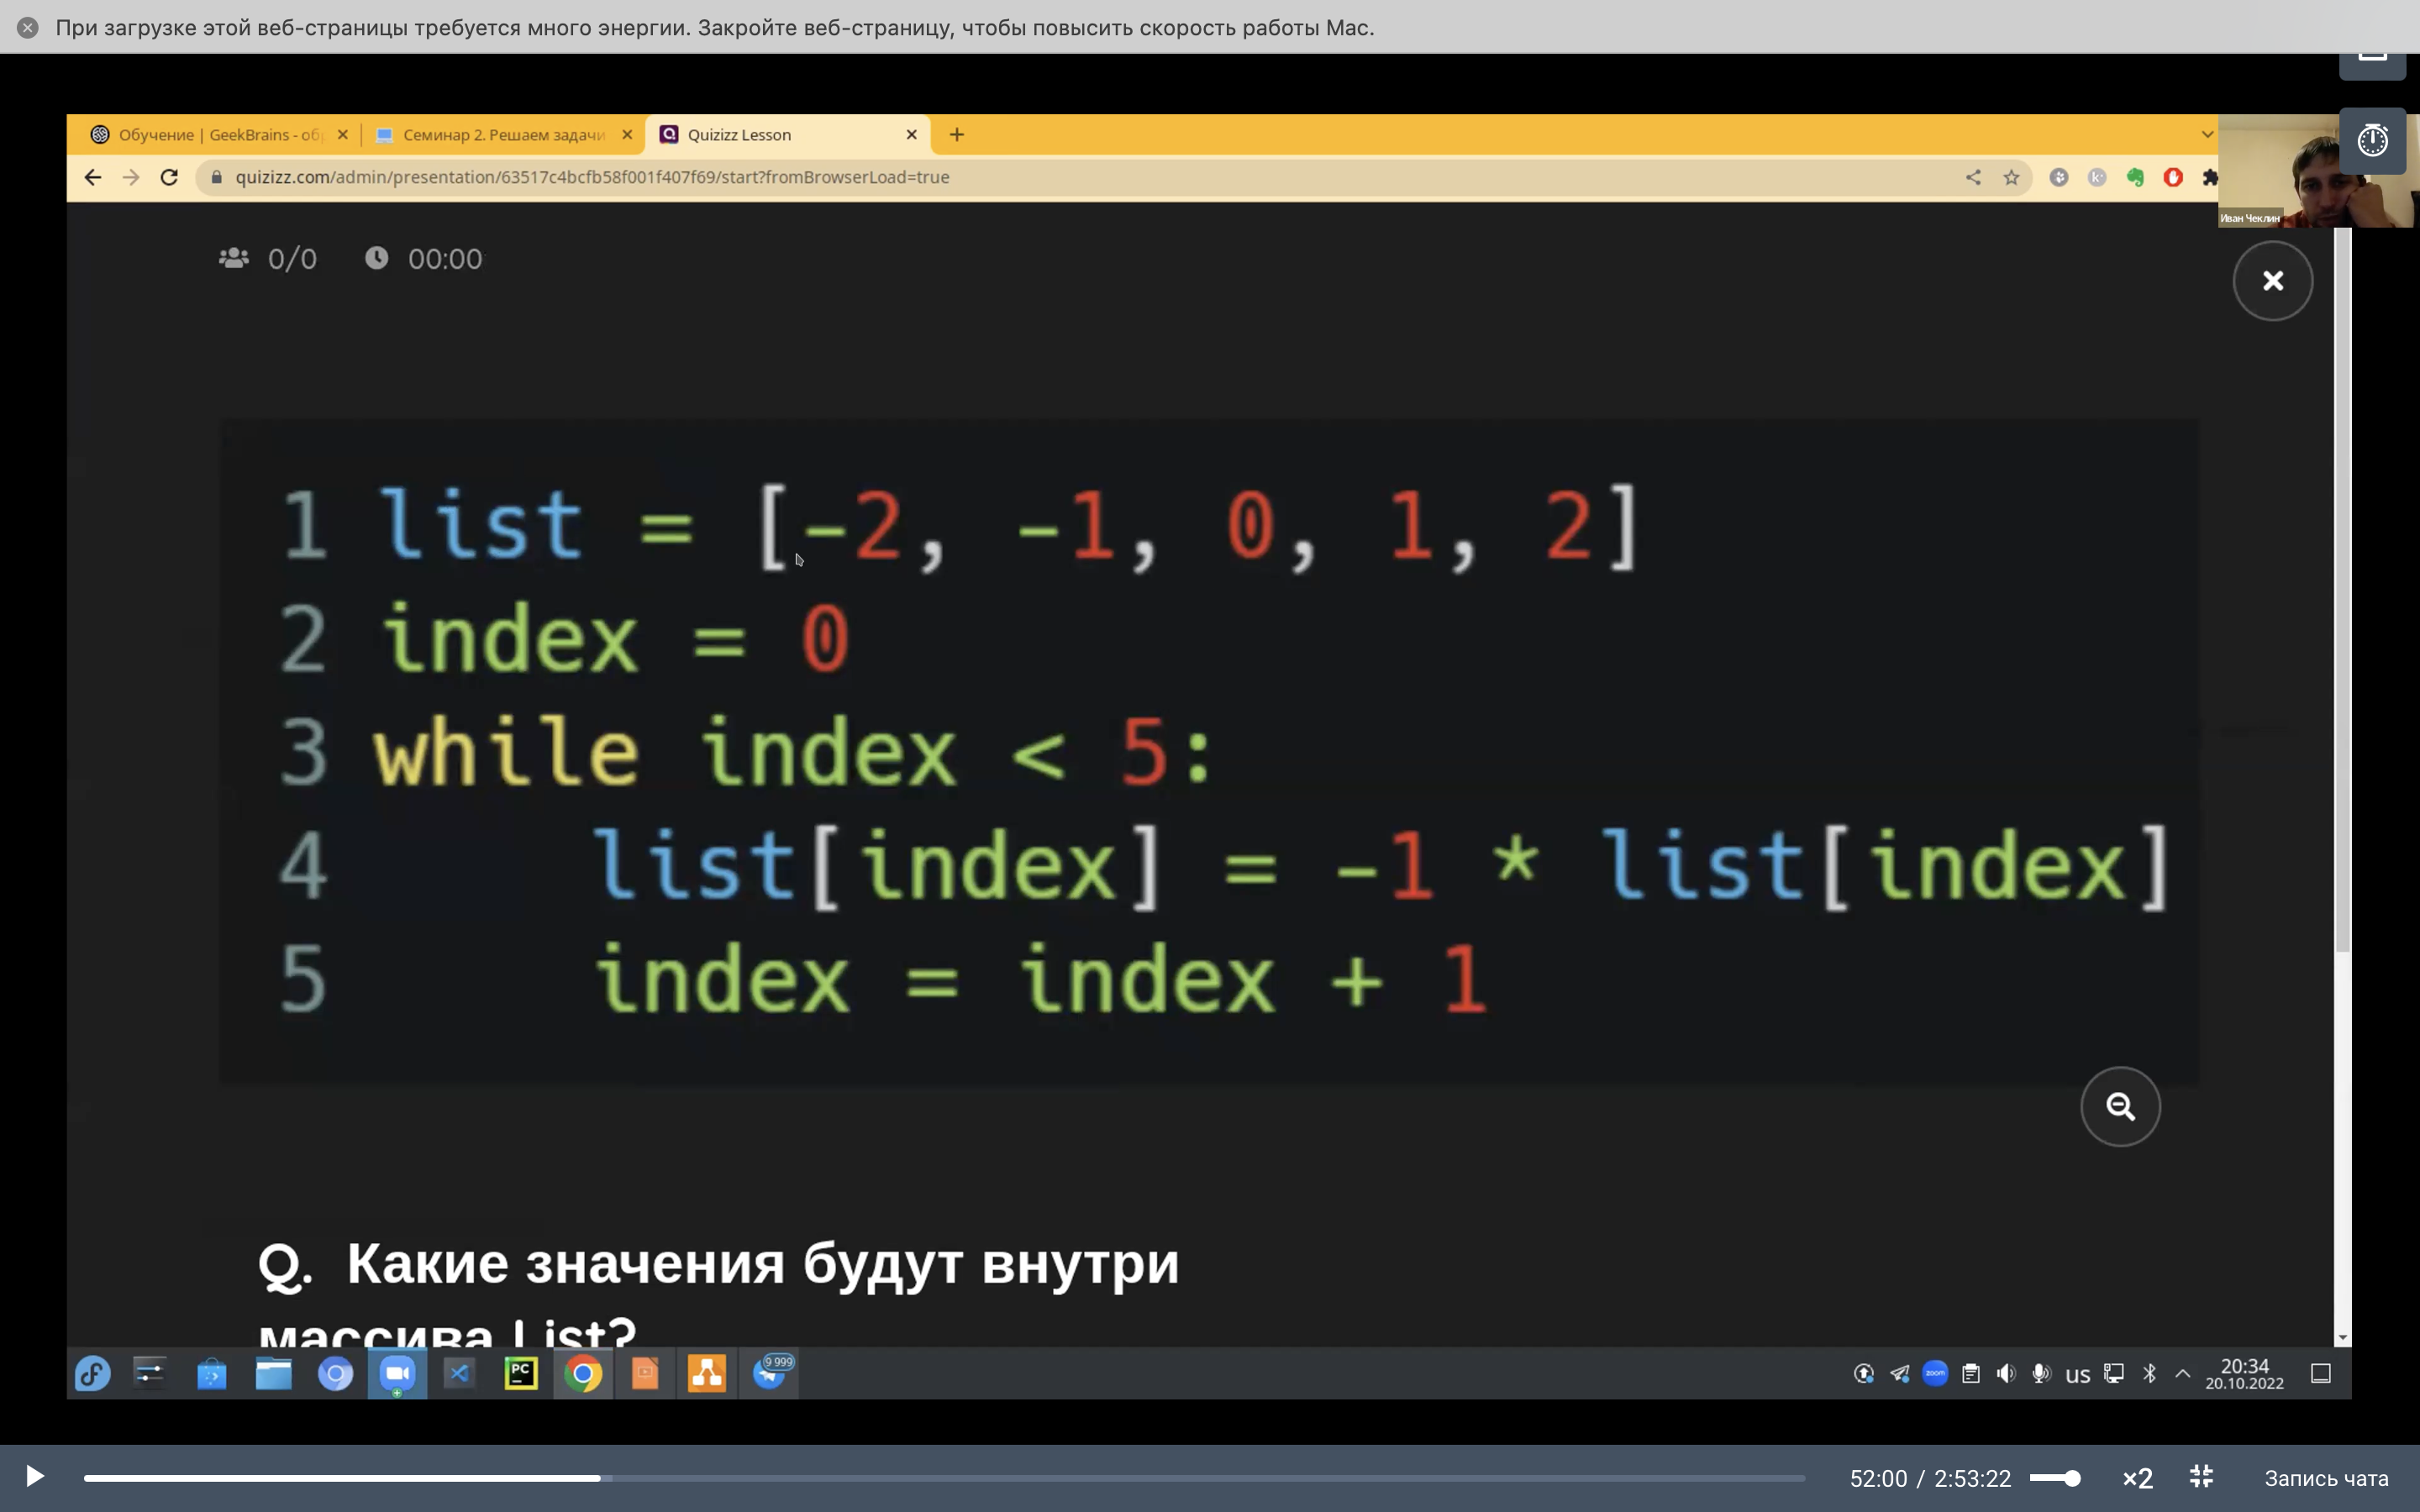 При загрузке этой веб-страницы требуется много энергии. Закройте веб-страницу, чтобы повысить скорость работы Mac.
Обучение | GeekBrains - об
Семинар 2. Решаем задачи
Quizizz Lesson
quizizz.com/admin/presentation/63517c4bcfb58f001f407f69/start?fromBrowserLoad=true
Иван Чеклин
0/0 00:00
1 list = [-2, -1, 0, 1, 2]
2 index = 0
3 while index < 5:
4 list[index] = -1 * list[index]
5 index = index + 1
Q. Какие значения будут внутри
массива List?
PC
9 999
zoom
us
20:34
20.10.2022
52:00 / 2:53:22
×2
Запись чата